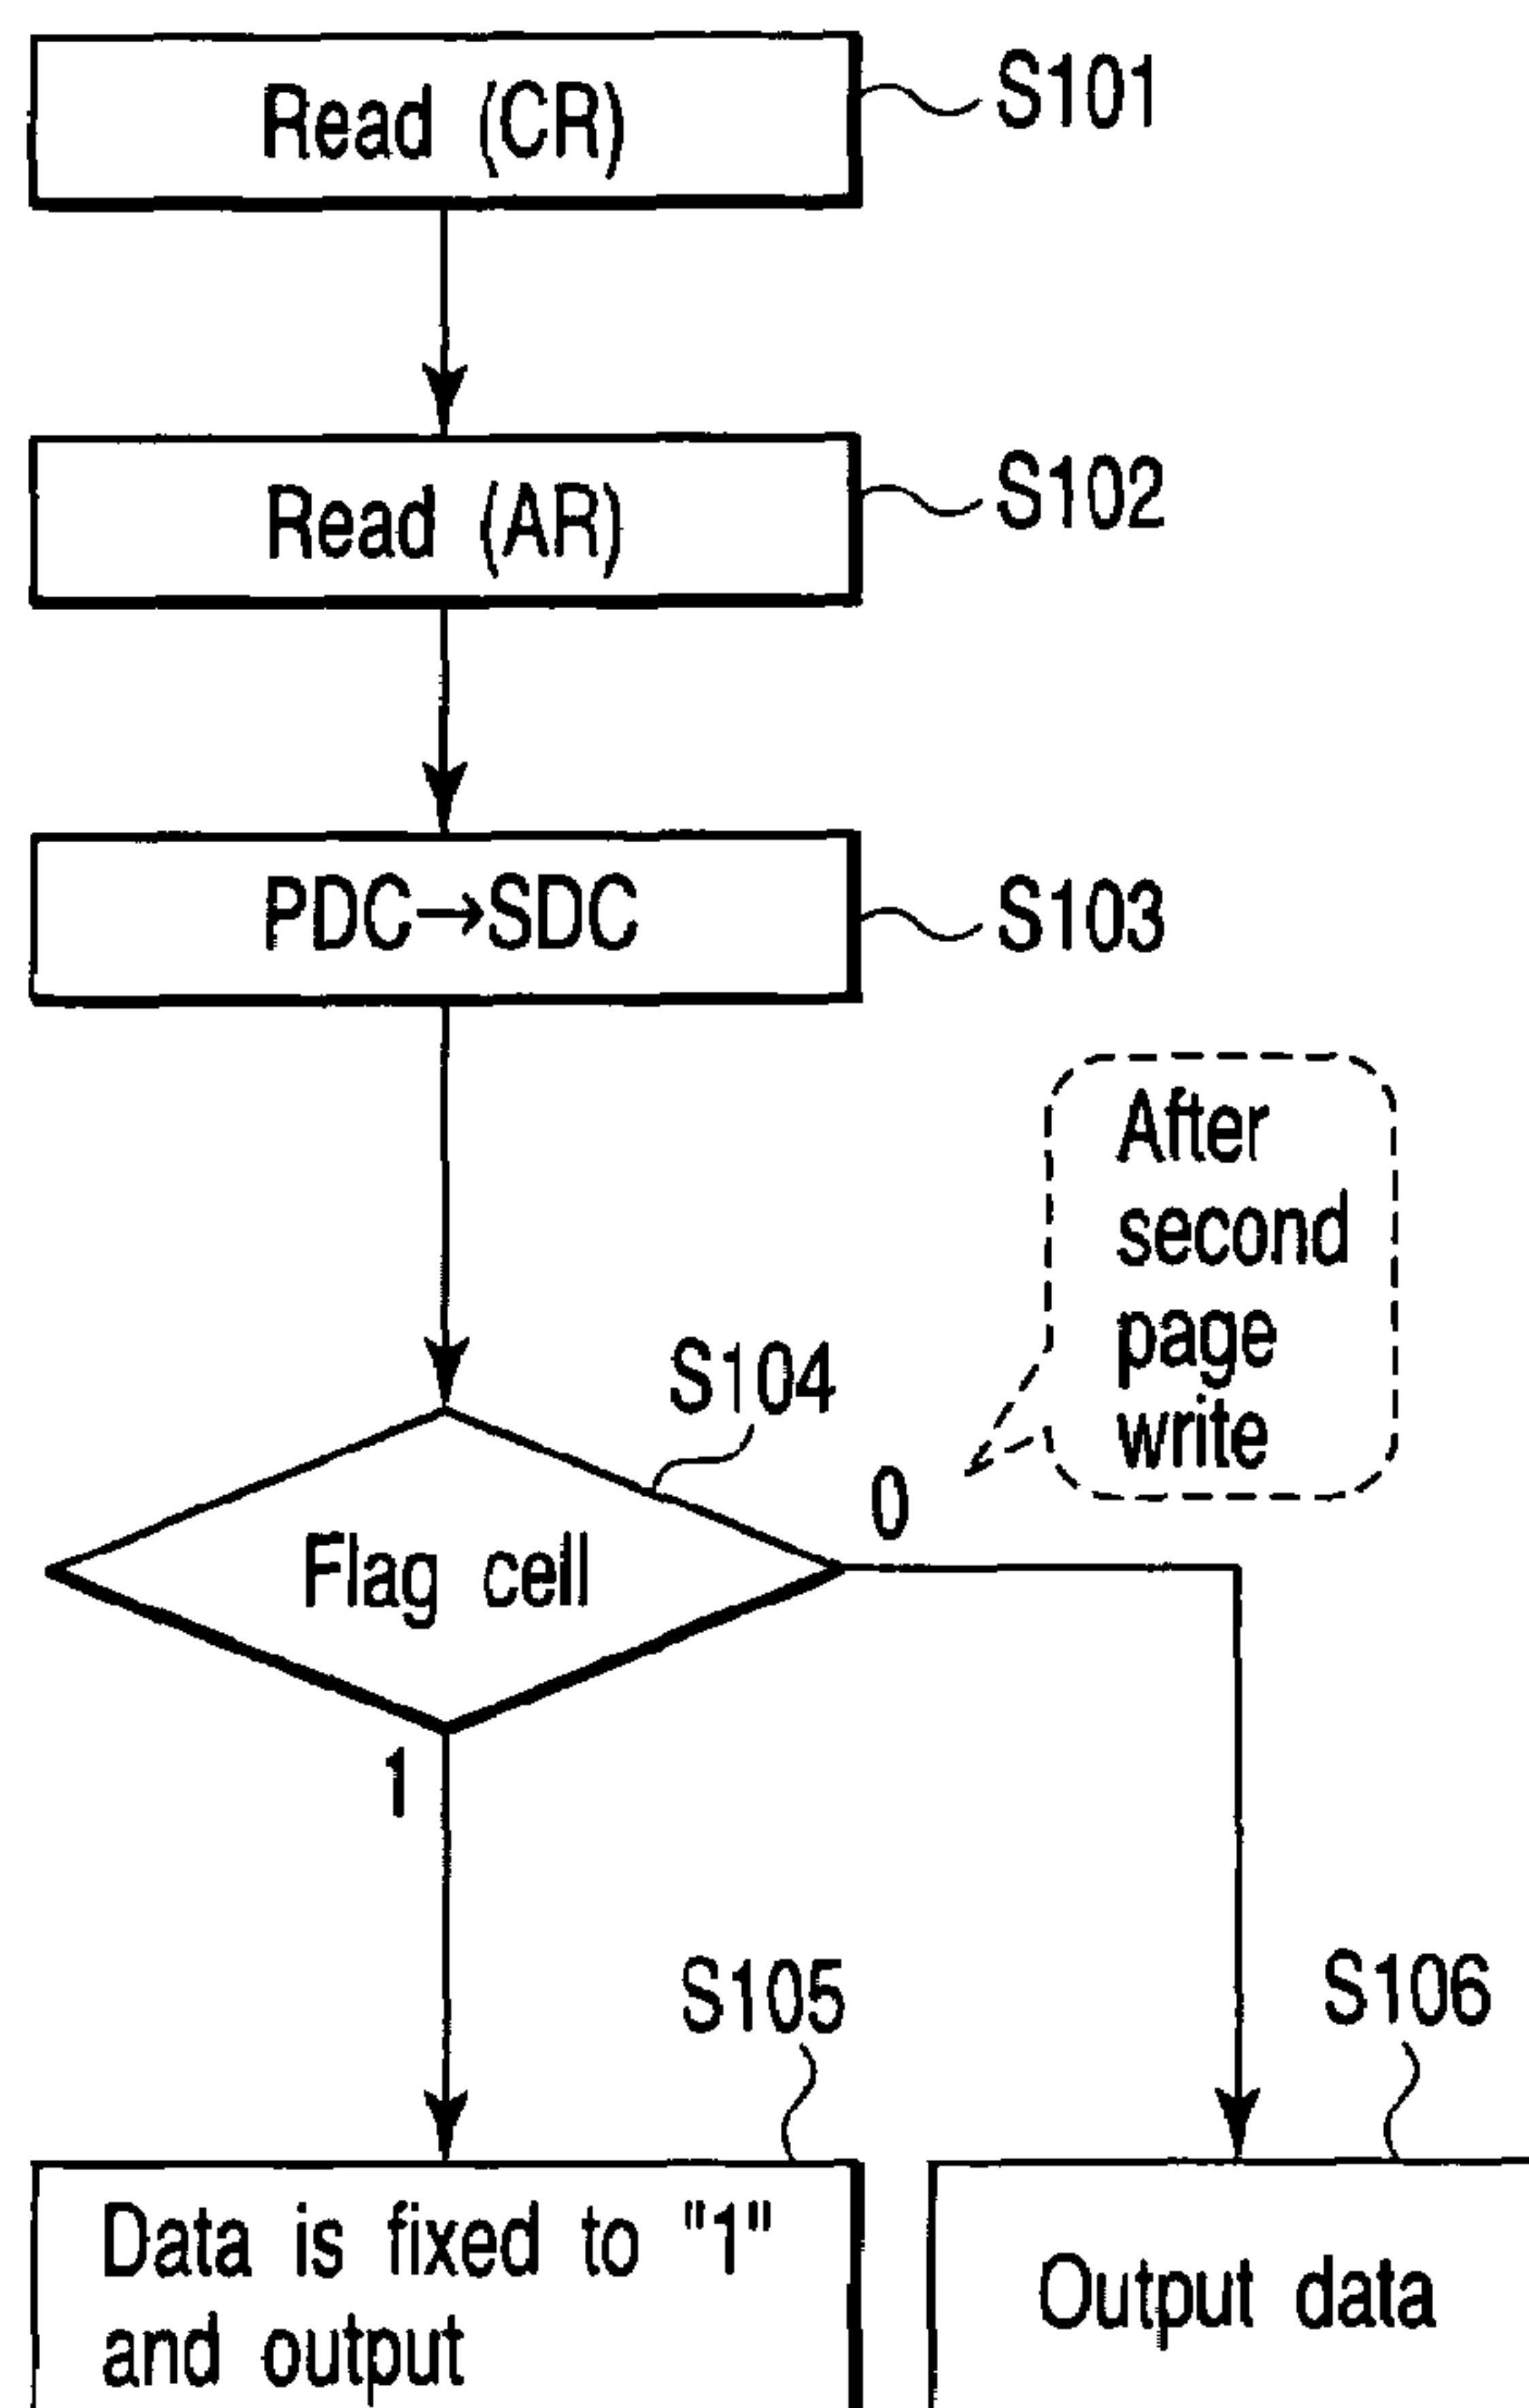 Read (CR)
S101
Read (AR)
S102
PDC→SDC
S103
After
second
page
write
S104
0
Flag cell
1
S105
S106
Data is fixed to "1"
and output
Output data